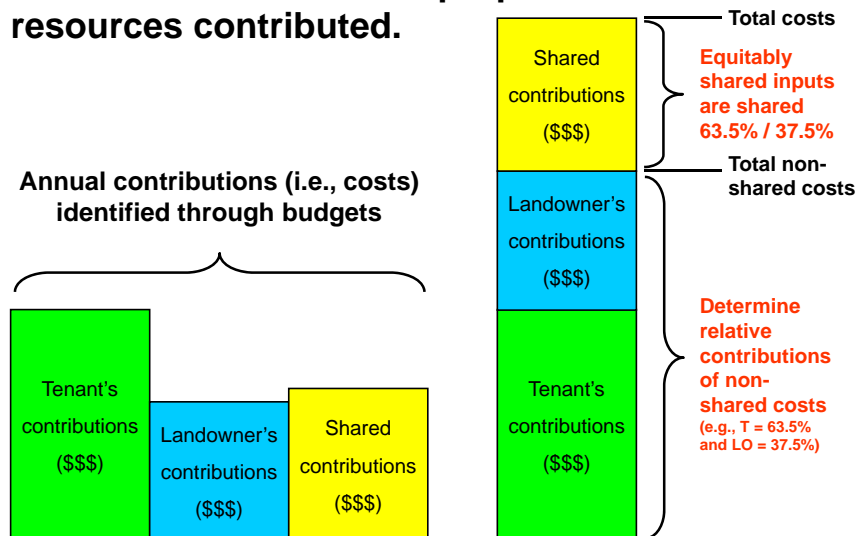 resources contributed.
Annual contributions (i.e., costs)
identified through budgets
Tenant's
contributions
($$$)
Landowner's
contributions
($$$)
Shared
contributions
($$$)
Shared
contributions
($$$)
Landowner's
contributions
($$$)
Tenant's
contributions
($$$)
Total costs
Equitably
shared inputs
are shared
63.5% / 37.5%
Total non-
shared costs
Determine
relative
contributions
of non-
shared costs
(e.g., T = 63.5%
and LO = 37.5%)